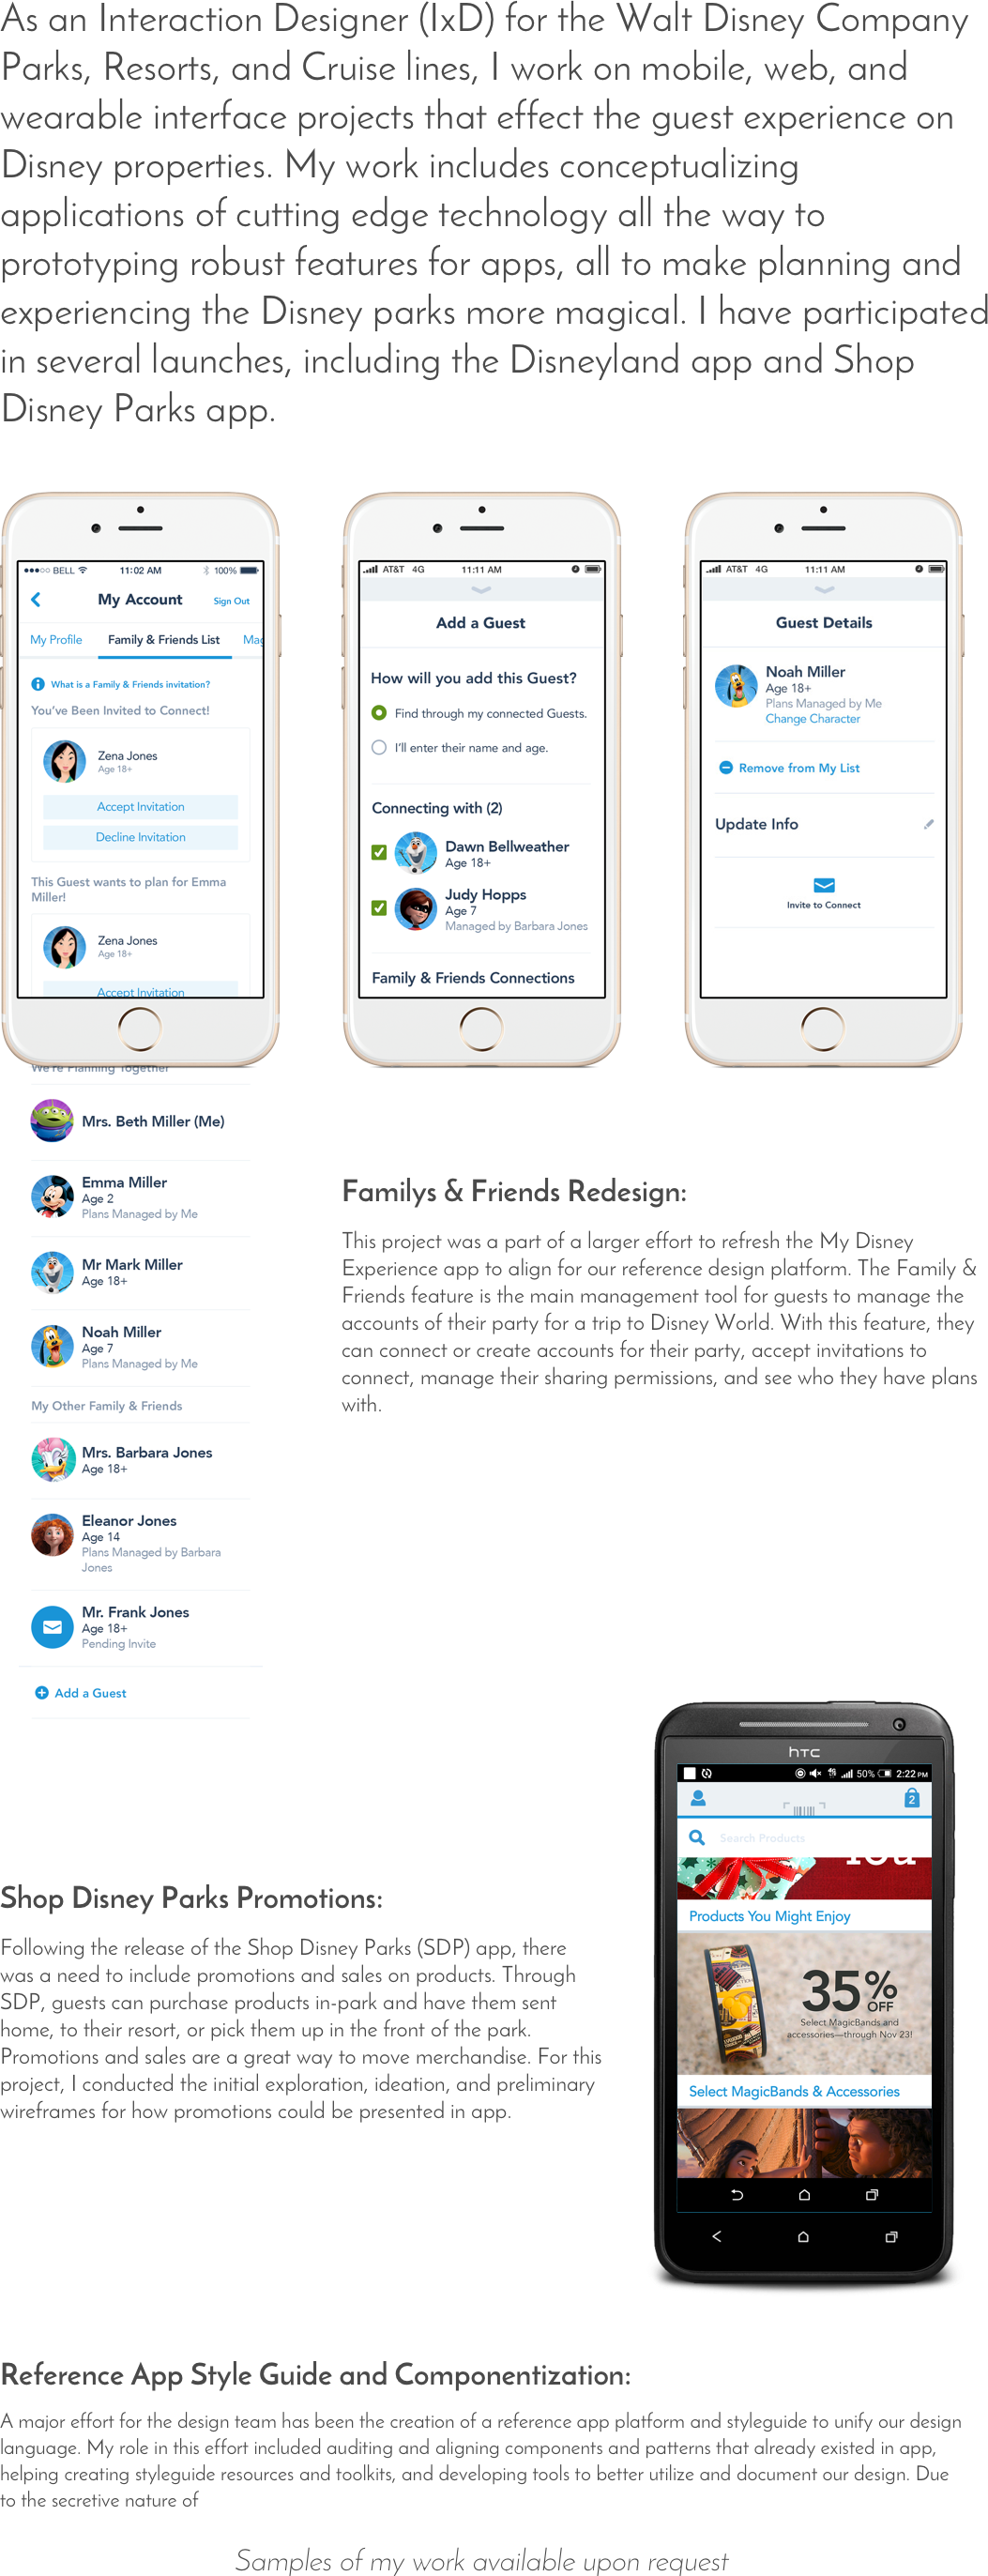 As an Interaction Designer (IxD) for the Walt Disney Company
Parks, Resorts, and Cruise lines, I work on mobile, web, and
wearable interface projects that effect the guest experience on
Disney properties. My work includes conceptualizing
applications of cutting edge technology all the way to
prototyping robust features for apps, all to make planning and
experiencing the Disney parks more magical. I have participated
in several launches, including the Disneyland app and Shop
Disney Parks app.
BELL 11:02 AM 100%
My Account Sign Out
My Profile Family & Friends List Mag
What is a Family & Friends invitation?
You've Been Invited to Connect!
Zena Jones
Age 18+
Accept Invitation
Decline Invitation
This Guest wants to plan for Emma
Miller!
Zena Jones
Age 18+
Accept Invitation
We're Planning Together
Mrs. Beth Miller (Me)
Emma Miller
Age 2
Plans Managed by Me
Mr Mark Miller
Age 18+
Noah Miller
Age 7
Plans Managed by Me
My Other Family & Friends
Mrs. Barbara Jones
Age 18+
Eleanor Jones
Age 14
Plans Managed by Barbara
Jones
Mr. Frank Jones
Age 18+
Pending Invite
Add a Guest
AT&T 4G 11:11 AM
Add a Guest
How will you add this Guest?
Find through my connected Guests.
I'll enter their name and age.
Connecting with (2)
Dawn Bellweather
Age 18+
Judy Hopps
Age 7
Managed by Barbara Jones
Family & Friends Connections
AT&T 4G 11:11 AM
Guest Details
Noah Miller
Age 18+
Plans Managed by Me
Change Character
Remove from My List
Update Info
Invite to Connect
Familys & Friends Redesign:
This project was a part of a larger effort to refresh the My Disney
Experience app to align for our reference design platform. The Family &
Friends feature is the main management tool for guests to manage the
accounts of their party for a trip to Disney World. With this feature, they
can connect or create accounts for their party, accept invitations to
connect, manage their sharing permissions, and see who they have plans
with.
Shop Disney Parks Promotions:
Following the release of the Shop Disney Parks (SDP) app, there
was a need to include promotions and sales on products. Through
SDP, guests can purchase products in-park and have them sent
home, to their resort, or pick them up in the front of the park.
Promotions and sales are a great way to move merchandise. For this
project, I conducted the initial exploration, ideation, and preliminary
wireframes for how promotions could be presented in app.
hTC
50% 2:22 PM
2
Search Products
You
Products You Might Enjoy
35% OFF
Select MagicBands and
accessories—through Nov 23!
Select MagicBands & Accessories
Reference App Style Guide and Componentization:
A major effort for the design team has been the creation of a reference app platform and styleguide to unify our design
language. My role in this effort included auditing and aligning components and patterns that already existed in app,
helping creating styleguide resources and toolkits, and developing tools to better utilize and document our design. Due
to the secretive nature of
Samples of my work available upon request